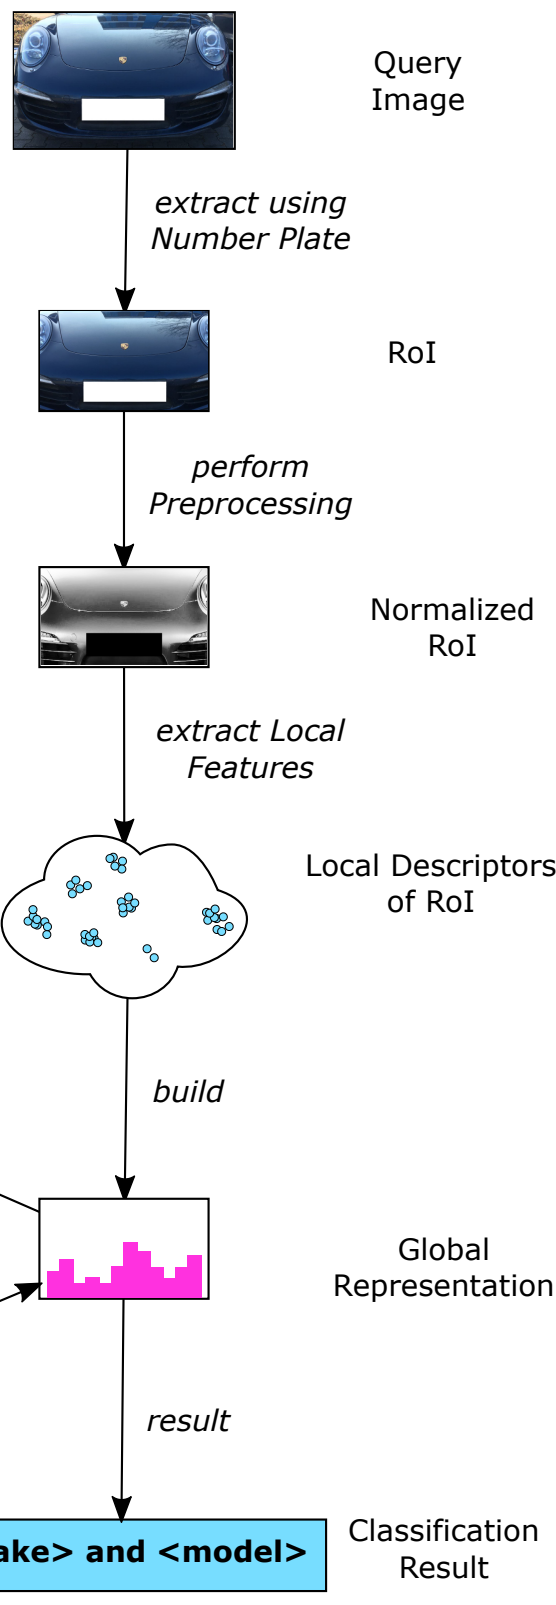 Query
Image
extract using
Number Plate
RoI
perform
Preprocessing
Normalized
RoI
extract Local
Features
Local Descriptors
of RoI
build
Global
Representation
result
and <model>
Classification
Result